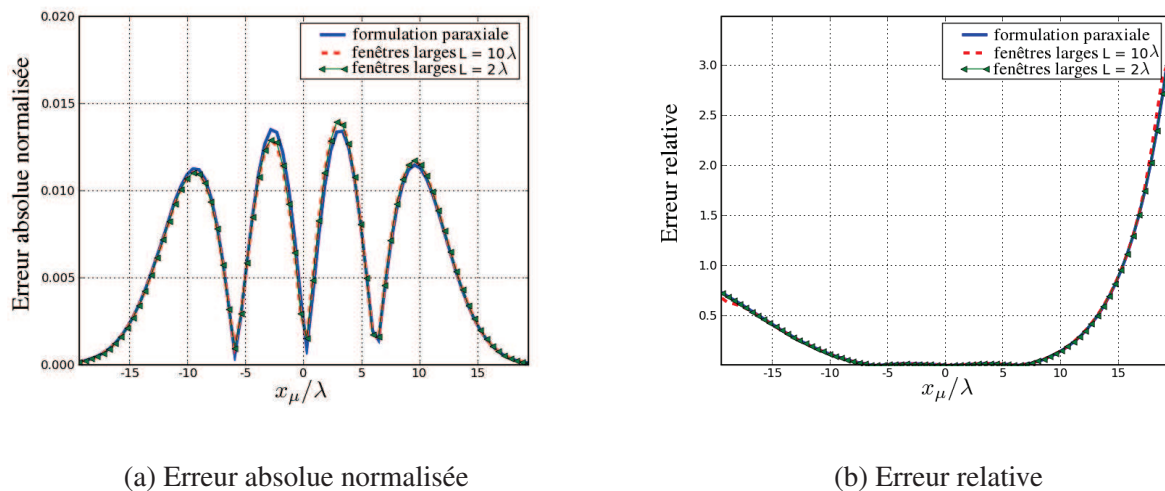 formulation paraxiale
fenêtres larges L = 10λ
fenêtres larges L = 2λ
Erreur absolue normalisée
0.020
0.015
0.010
0.005
0.000
-15
-10
-5
0
5
10
15
x_μ/λ
(a) Erreur absolue normalisée
formulation paraxiale
fenêtres larges L = 10λ
fenêtres larges L = 2λ
Erreur relative
3.0
2.5
2.0
1.5
1.0
0.5
-15
-10
-5
0
5
10
15
x_μ/λ
(b) Erreur relative